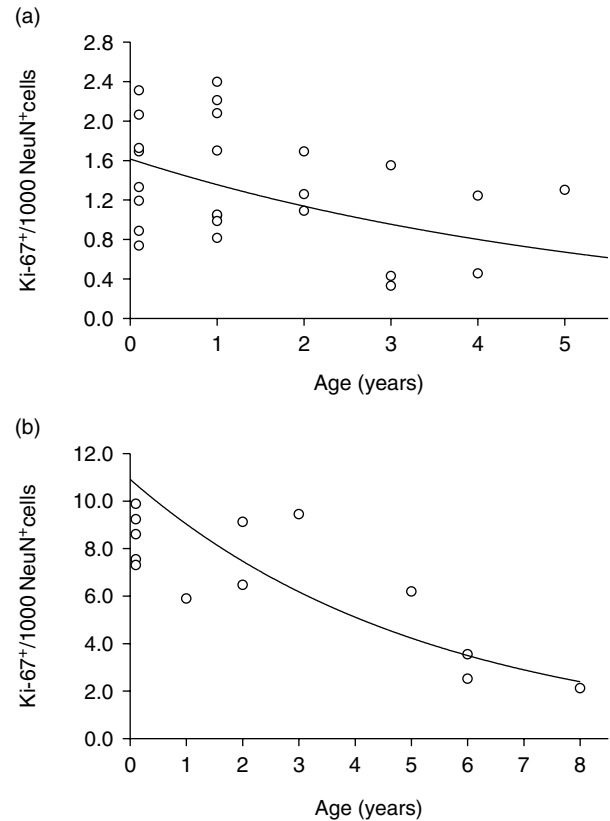 (a)
Ki-67⁺/1000 NeuN⁺cells
2.8
2.4
2.0
1.6
1.2
0.8
0.4
0.0
0 1 2 3 4 5
Age (years)
(b)
Ki-67⁺/1000 NeuN⁺cells
12.0
10.0
8.0
6.0
4.0
2.0
0.0
0 1 2 3 4 5 6 7 8
Age (years)